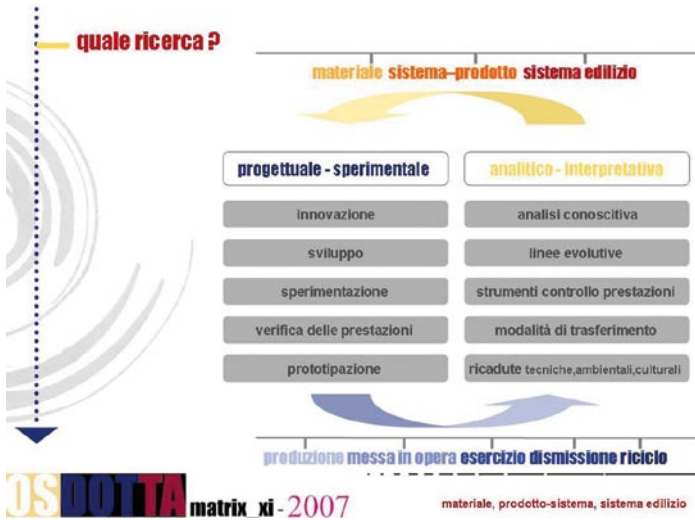 quale ricerca ?
materiale sistema-prodotto sistema edilizio
progettuale - sperimentale
analitico - interpretativa
innovazione
analisi conoscitiva
sviluppo
linee evolutive
sperimentazione
strumenti controllo prestazioni
verifica delle prestazioni
modalità di trasferimento
prototipazione
ricadute tecniche,ambientali,culturali
produzione messa in opera esercizio dismissione riciclo
OSDOTTA matrix_xi - 2007
materiale, prodotto-sistema, sistema edilizio